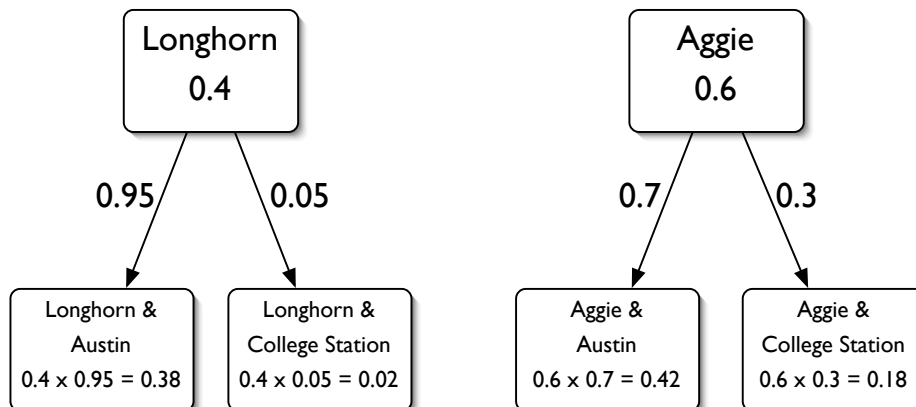 Longhorn
0.4
Aggie
0.6
0.95
0.05
0.7
0.3
Longhorn &
Austin
0.4 x 0.95 = 0.38
Longhorn &
College Station
0.4 x 0.05 = 0.02
Aggie &
Austin
0.6 x 0.7 = 0.42
Aggie &
College Station
0.6 x 0.3 = 0.18